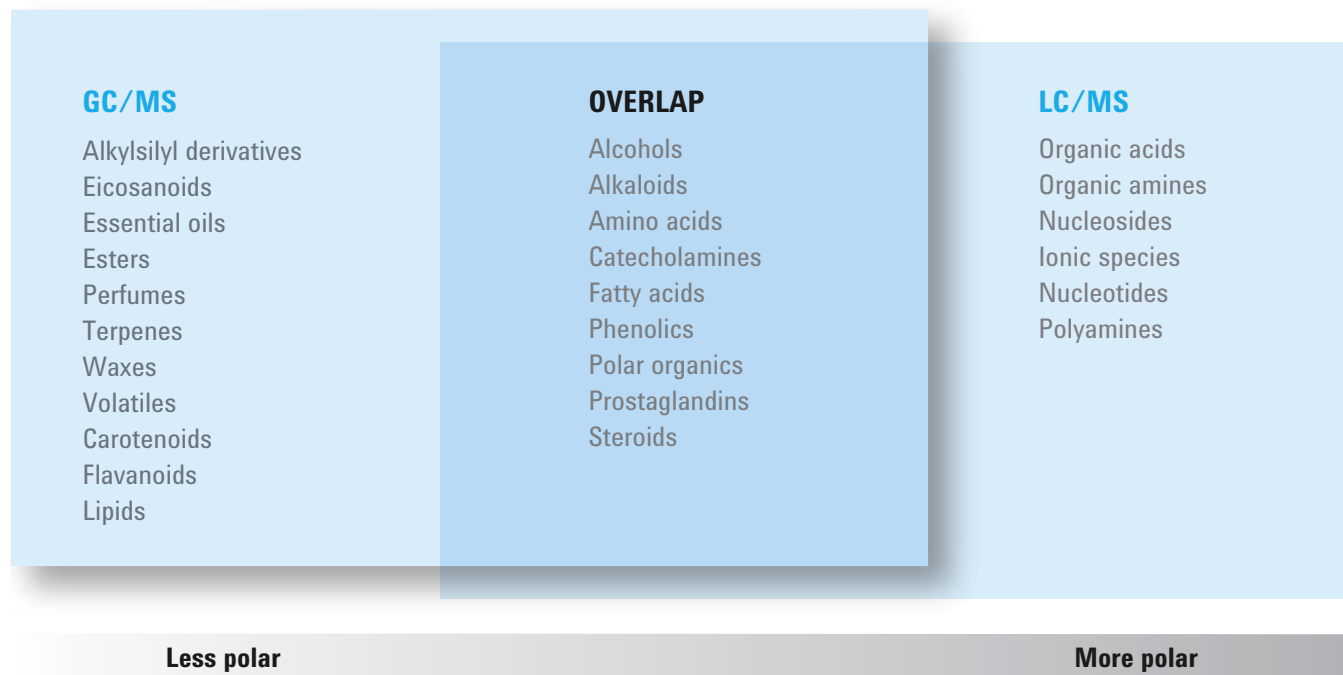 GC/MS
Alkylsilyl derivatives
Eicosanoids
Essential oils
Esters
Perfumes
Terpenes
Waxes
Volatiles
Carotenoids
Flavanoids
Lipids
OVERLAP
Alcohols
Alkaloids
Amino acids
Catecholamines
Fatty acids
Phenolics
Polar organics
Prostaglandins
Steroids
LC/MS
Organic acids
Organic amines
Nucleosides
Ionic species
Nucleotides
Polyamines
Less polar
More polar